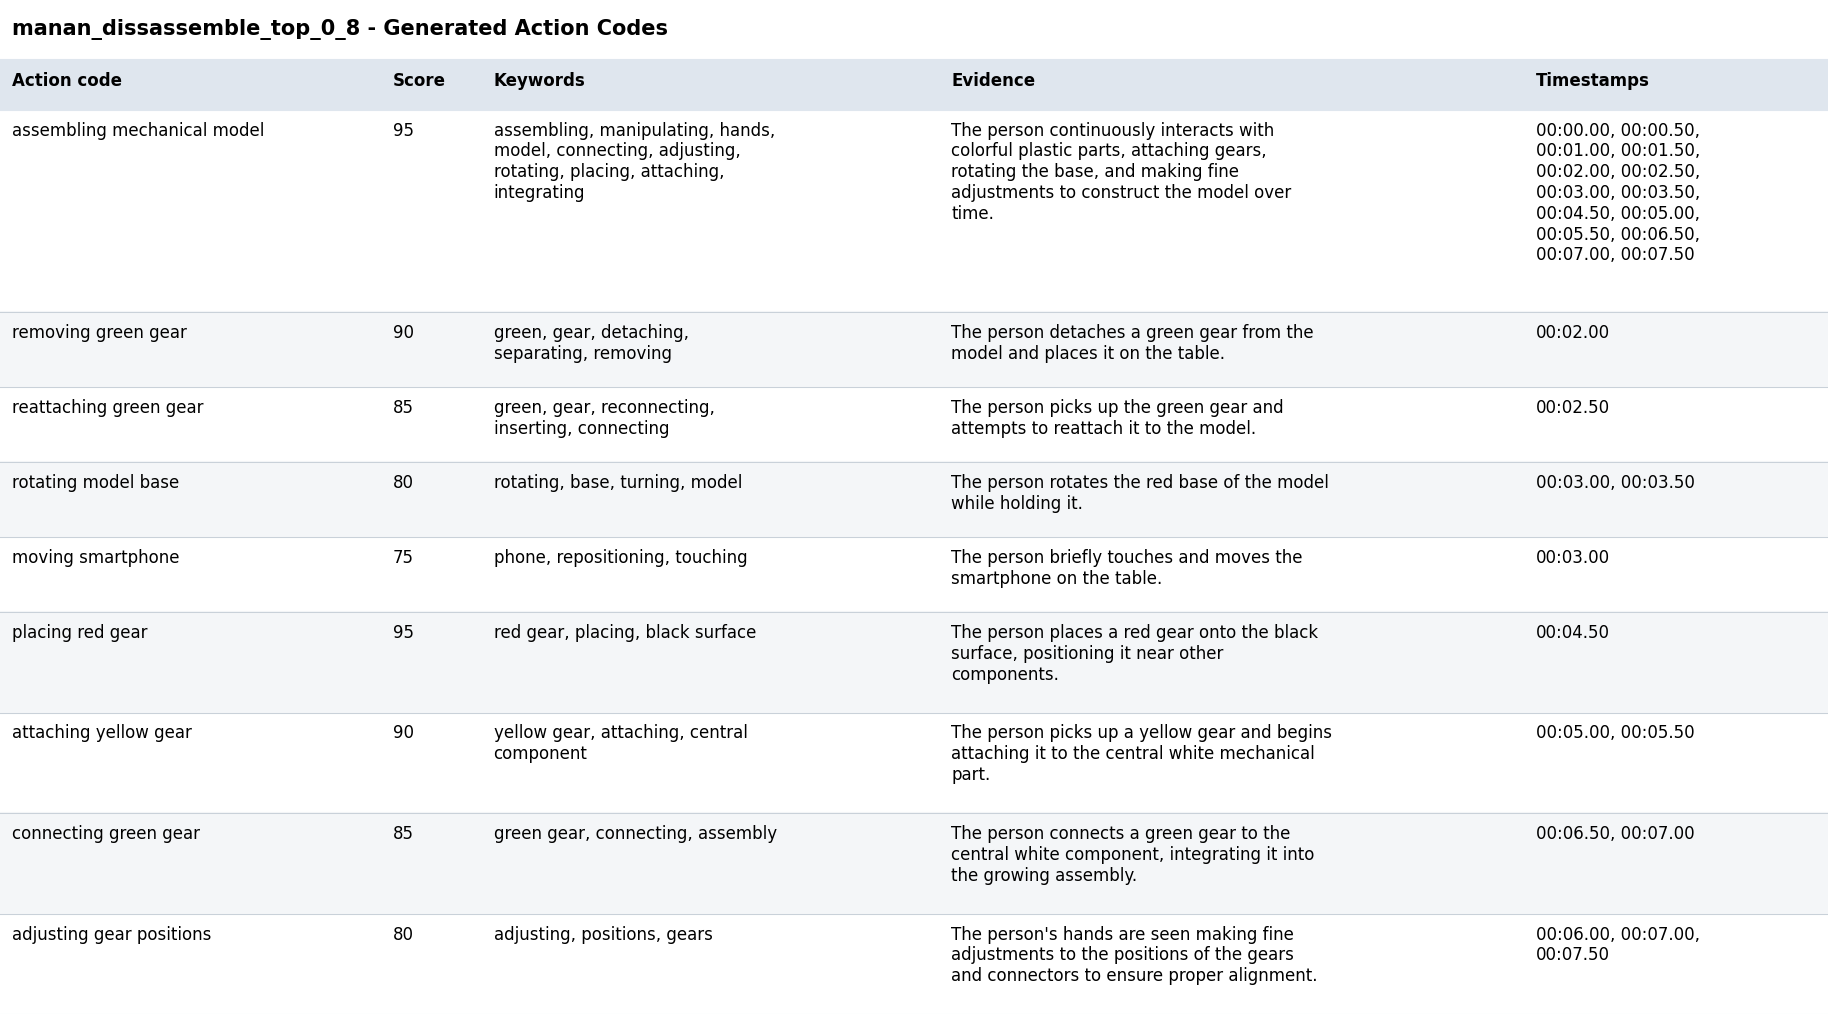 manan_dissassemble_top_0_8 - Generated Action Codes
Action code Score Keywords Evidence Timestamps
assembling mechanical model 95 assembling, manipulating, hands, The person continuously interacts with 00:00.00, 00:00.50,
model, connecting, adjusting, colorful plastic parts, attaching gears, 00:01.00, 00:01.50,
rotating, placing, attaching, rotating the base, and making fine 00:02.00, 00:02.50,
integrating adjustments to construct the model over 00:03.00, 00:03.50,
time. 00:04.50, 00:05.00,
00:05.50, 00:06.50,
00:07.00, 00:07.50
removing green gear 90 green, gear, detaching, The person detaches a green gear from the 00:02.00
separating, removing model and places it on the table.
reattaching green gear 85 green, gear, reconnecting, The person picks up the green gear and 00:02.50
inserting, connecting attempts to reattach it to the model.
rotating model base 80 rotating, base, turning, model The person rotates the red base of the model 00:03.00, 00:03.50
while holding it.
moving smartphone 75 phone, repositioning, touching The person briefly touches and moves the 00:03.00
smartphone on the table.
placing red gear 95 red gear, placing, black surface The person places a red gear onto the black 00:04.50
surface, positioning it near other
components.
attaching yellow gear 90 yellow gear, attaching, central The person picks up a yellow gear and begins 00:05.00, 00:05.50
component attaching it to the central white mechanical
part.
connecting green gear 85 green gear, connecting, assembly The person connects a green gear to the 00:06.50, 00:07.00
central white component, integrating it into
the growing assembly.
adjusting gear positions 80 adjusting, positions, gears The person's hands are seen making fine 00:06.00, 00:07.00,
adjustments to the positions of the gears 00:07.50
and connectors to ensure proper alignment.